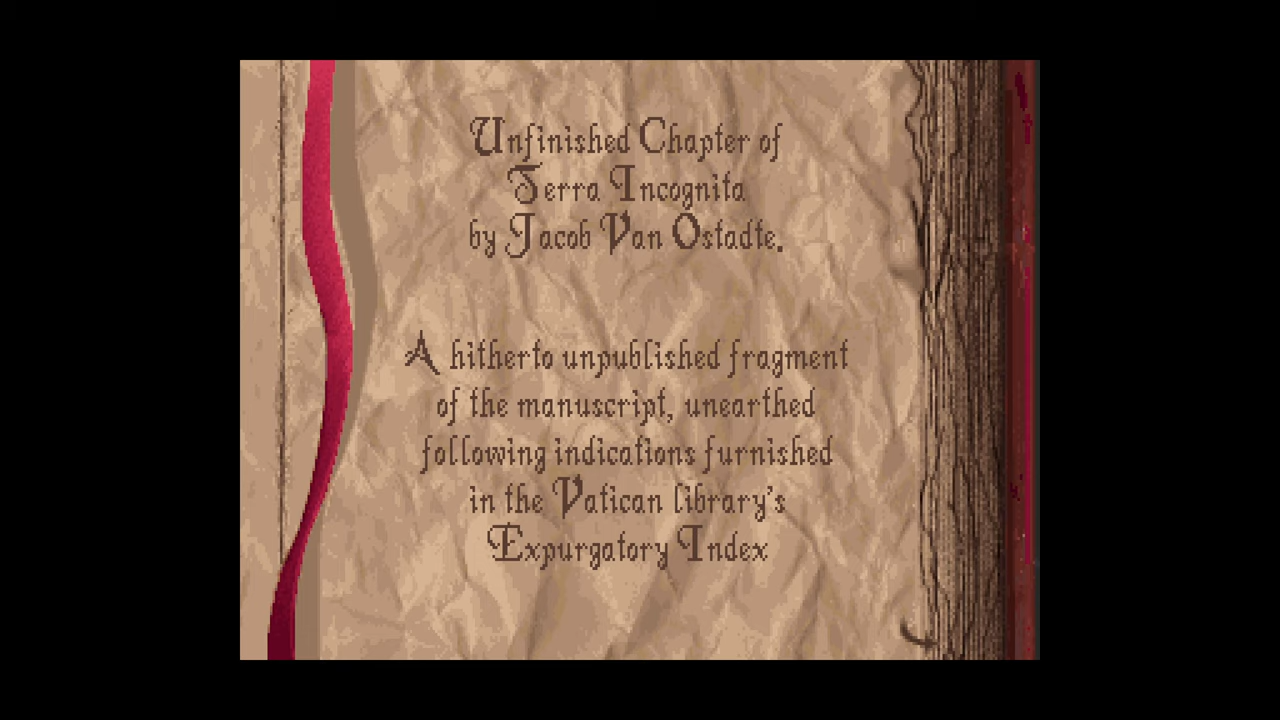 Unfinished Chapter of
Terra Incognita
by Jacob Van Ostadte.
A hitherto unpublished fragment
of the manuscript, unearthed
following indications furnished
in the Vatican library's
Expurgatory Index